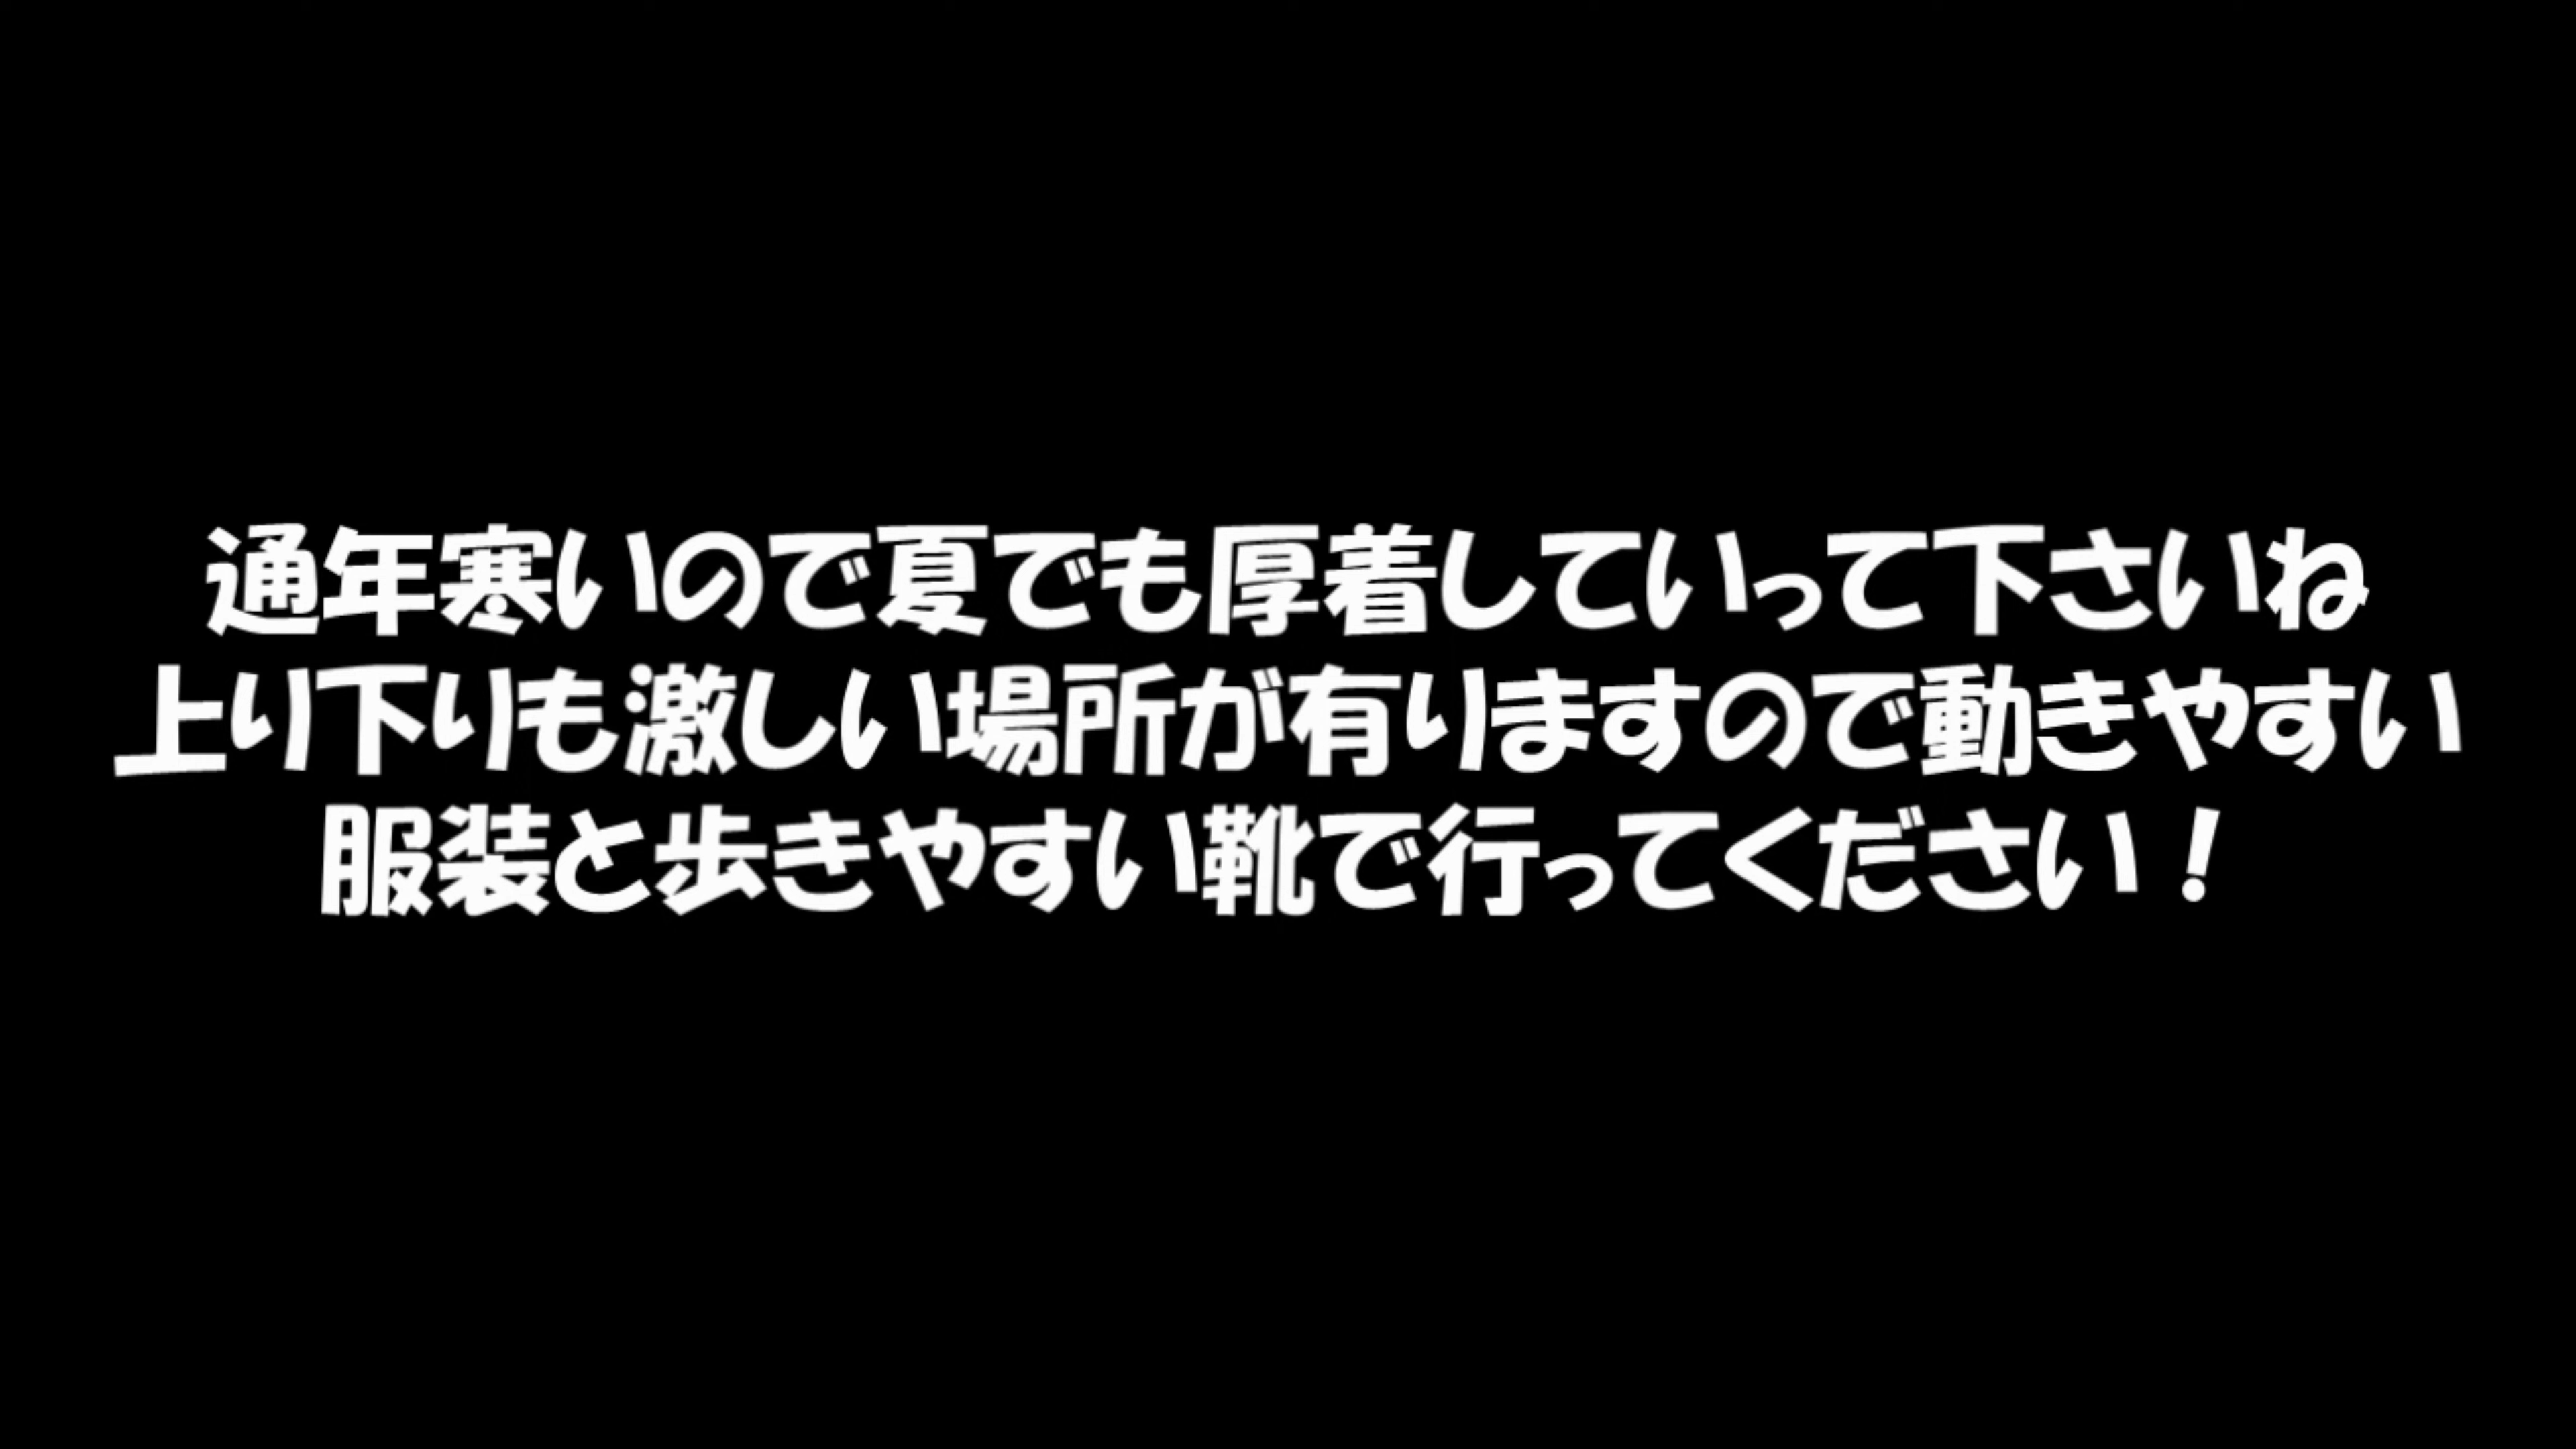 通年寒いので夏でも厚着していって下さいね
上り下りも激しい場所が有りますので動きやすい
服装と歩きやすい靴で行ってください！